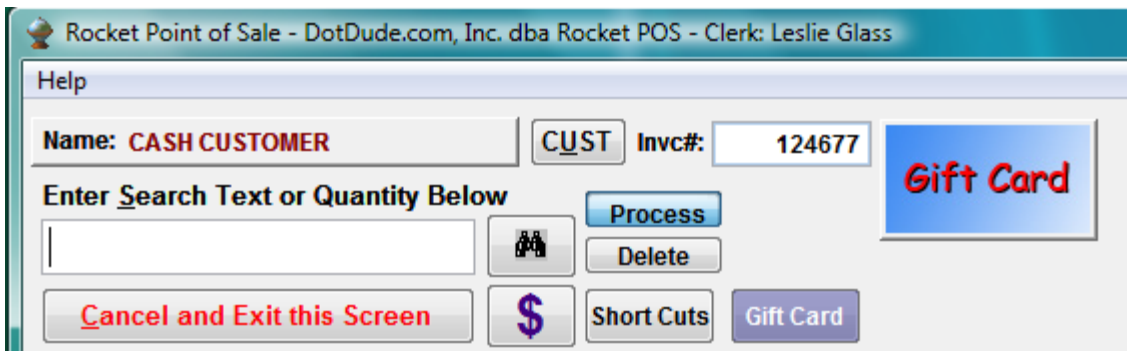 Rocket Point of Sale - DotDude.com, Inc. dba Rocket POS - Clerk: Leslie Glass
Help
Name: CASH CUSTOMER CUST Invc#: 124677 Gift Card
Enter Search Text or Quantity Below
Process
Delete
Cancel and Exit this Screen $ Short Cuts Gift Card